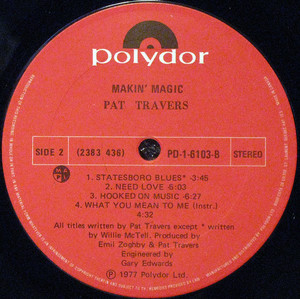 polydor
MAKIN' MAGIC
PAT TRAVERS
SIDE 2 (2383 436) PD-1-6103-B STEREO
1. STATESBORO BLUES* -3:45
2. NEED LOVE -6:03
3. HOOKED ON MUSIC -6:27
4. WHAT YOU MEAN TO ME (Instr.)
4:32
All titles written by Pat Travers except * written
by Willie McTell. Produced by
Emil Zoghby & Pat Travers
Engineered by
Gary Edwards
Ⓟ 1977 Polydor Ltd.